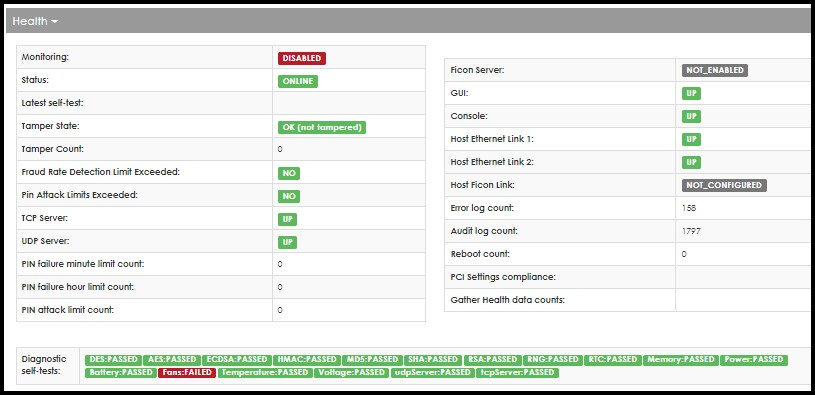 Health
Monitoring: DISABLED
Status: ONLINE
Latest self-test:
Tamper State: OK (not tampered)
Tamper Count: 0
Fraud Rate Detection Limit Exceeded: NO
Pin Attack Limits Exceeded: NO
TCP Server: UP
UDP Server: UP
PIN failure minute limit count: 0
PIN failure hour limit count: 0
PIN attack limit count: 0
Ficon Server: NOT_ENABLED
GUI: UP
Console: UP
Host Ethernet Link 1: UP
Host Ethernet Link 2: UP
Host Ficon Link: NOT_CONFIGURED
Error log count: 158
Audit log count: 1797
Reboot count: 0
PCI Settings compliance:
Gather Health data counts:
Diagnostic DES:PASSED AES:PASSED ECDSA:PASSED HMAC:PASSED MD5:PASSED SHA:PASSED RSA:PASSED RNG:PASSED RTC:PASSED Memory:PASSED Power:PASSED
self-tests: Battery:PASSED Fans:FAILED Temperature:PASSED Voltage:PASSED udpServer:PASSED tcpServer:PASSED